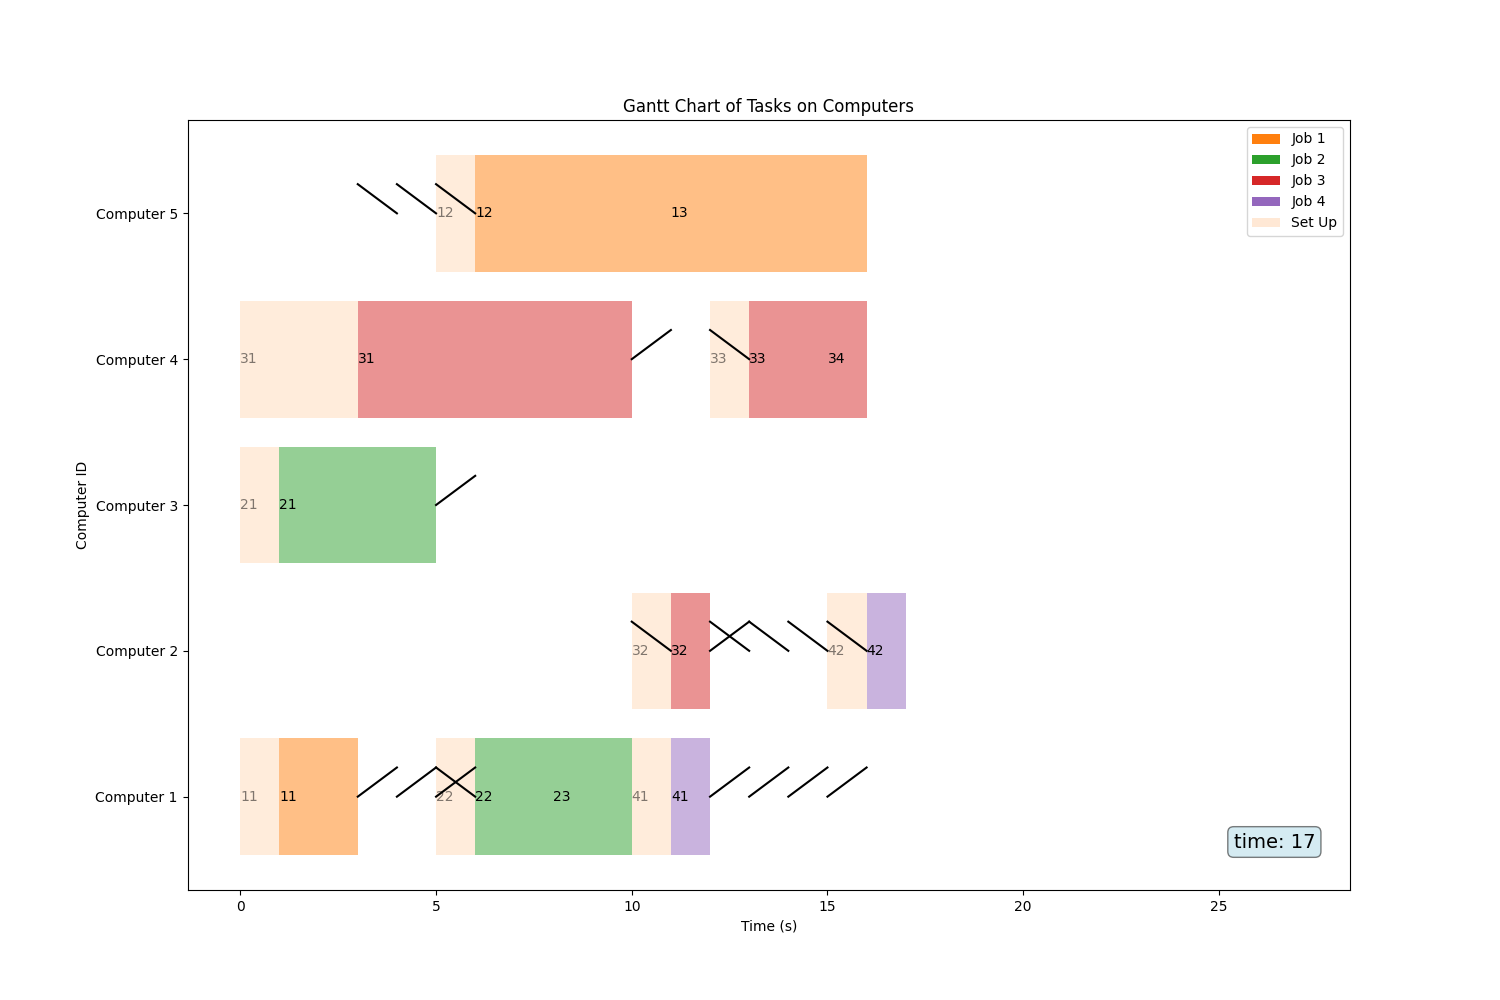 Gantt Chart of Tasks on Computers
Job 1
Job 2
Job 3
Job 4
Set Up
Computer 5
12 12 13
Computer 4
31 31 33 33 34
Computer 3
21 21
Computer 2
32 32 42 42
Computer 1
11 11 22 22 23 41 41
Computer ID
time: 17
0 5 10 15 20 25
Time (s)